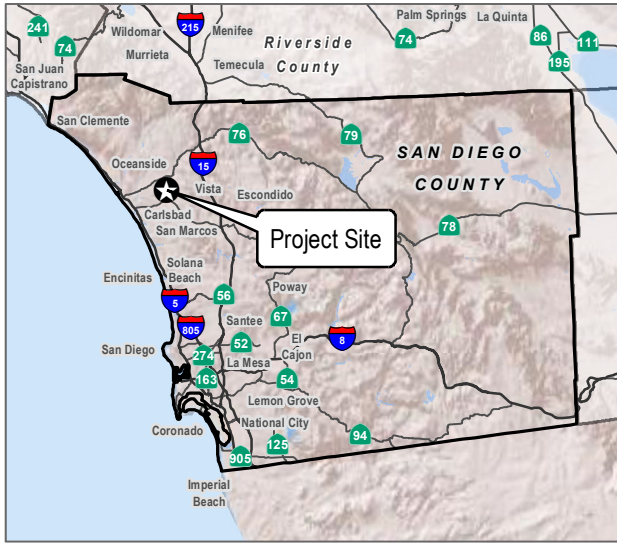 241
74
San Juan
Capistrano
Wildomar
Murrieta
215
Menifee
Temecula
Riverside
County
Palm Springs
La Quinta
74
86
111
195
San Clemente
76
79
SAN DIEGO
COUNTY
Oceanside
15
Vista
Escondido
Carlsbad
San Marcos
Project Site
78
Encinitas
Solana
Beach
5
56
Poway
805
Santee
67
El
Cajon
8
San Diego
274
52
La Mesa
163
54
Lemon Grove
Coronado
National City
125
94
905
Imperial
Beach